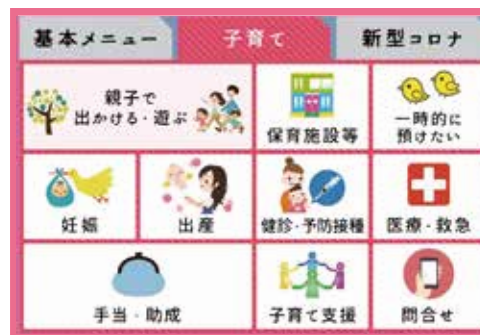 基本メニュー
子育て
新型コロナ
親子で
出かける・遊ぶ
保育施設等
一時的に
預けたい
妊娠
出産
健診・予防接種
医療・救急
手当・助成
子育て支援
問合せ